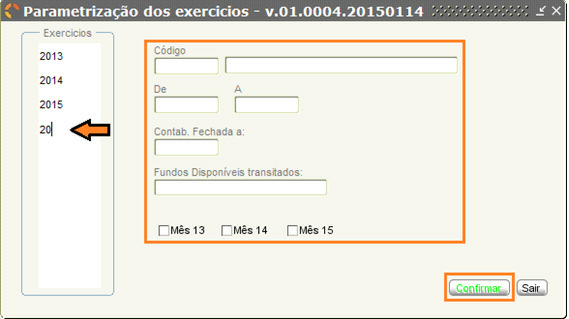 Parametrização dos exercicios - v.01.0004.20150114
Exercicios
2013
2014
2015
20
Código
De A
Contab. Fechada a:
Fundos Disponíveis transitados:
Mês 13 Mês 14 Mês 15
Confirmar Sair